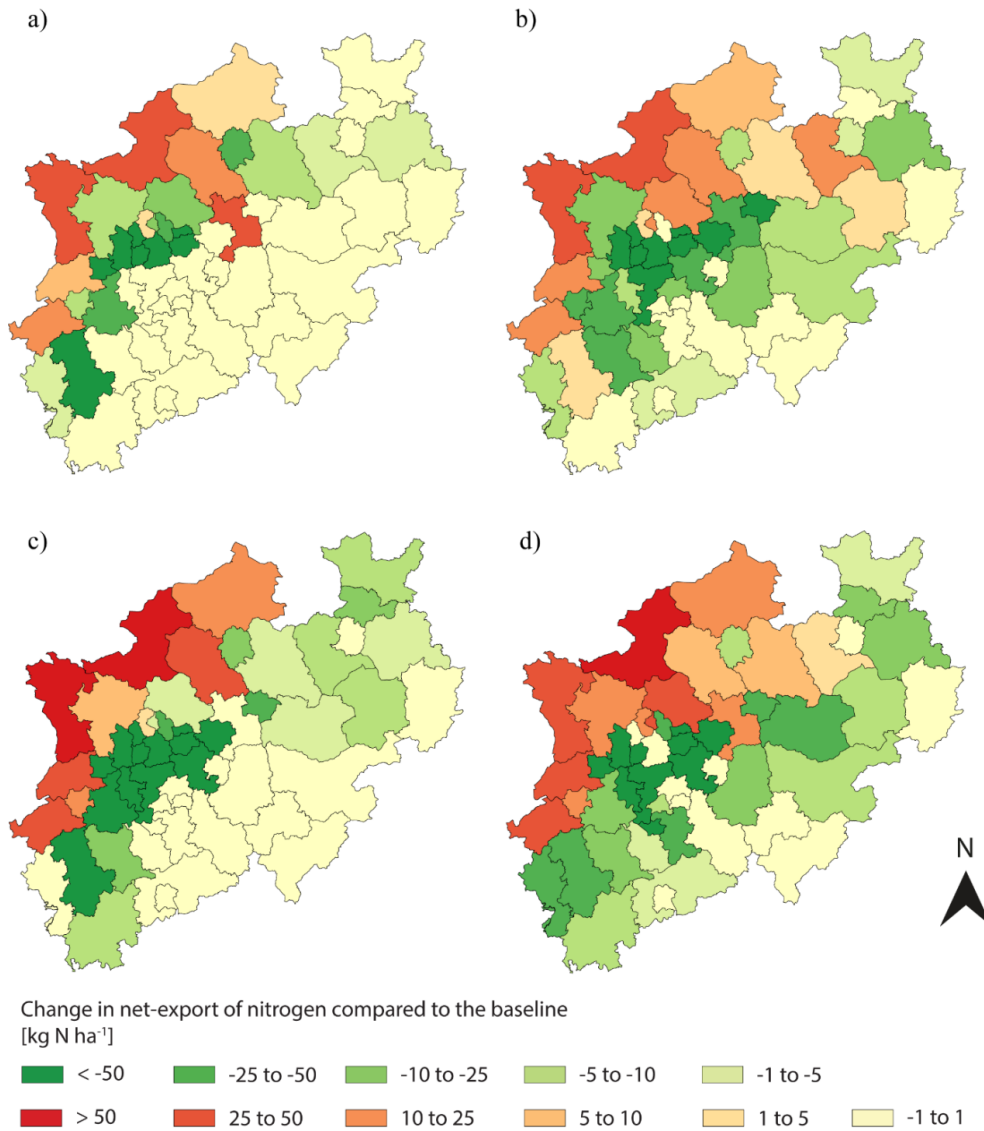 a)
b)
c)
d)
N
Change in net-export of nitrogen compared to the baseline
[kg N ha⁻¹]
< -50
-25 to -50
-10 to -25
-5 to -10
-1 to -5
> 50
25 to 50
10 to 25
5 to 10
1 to 5
-1 to 1